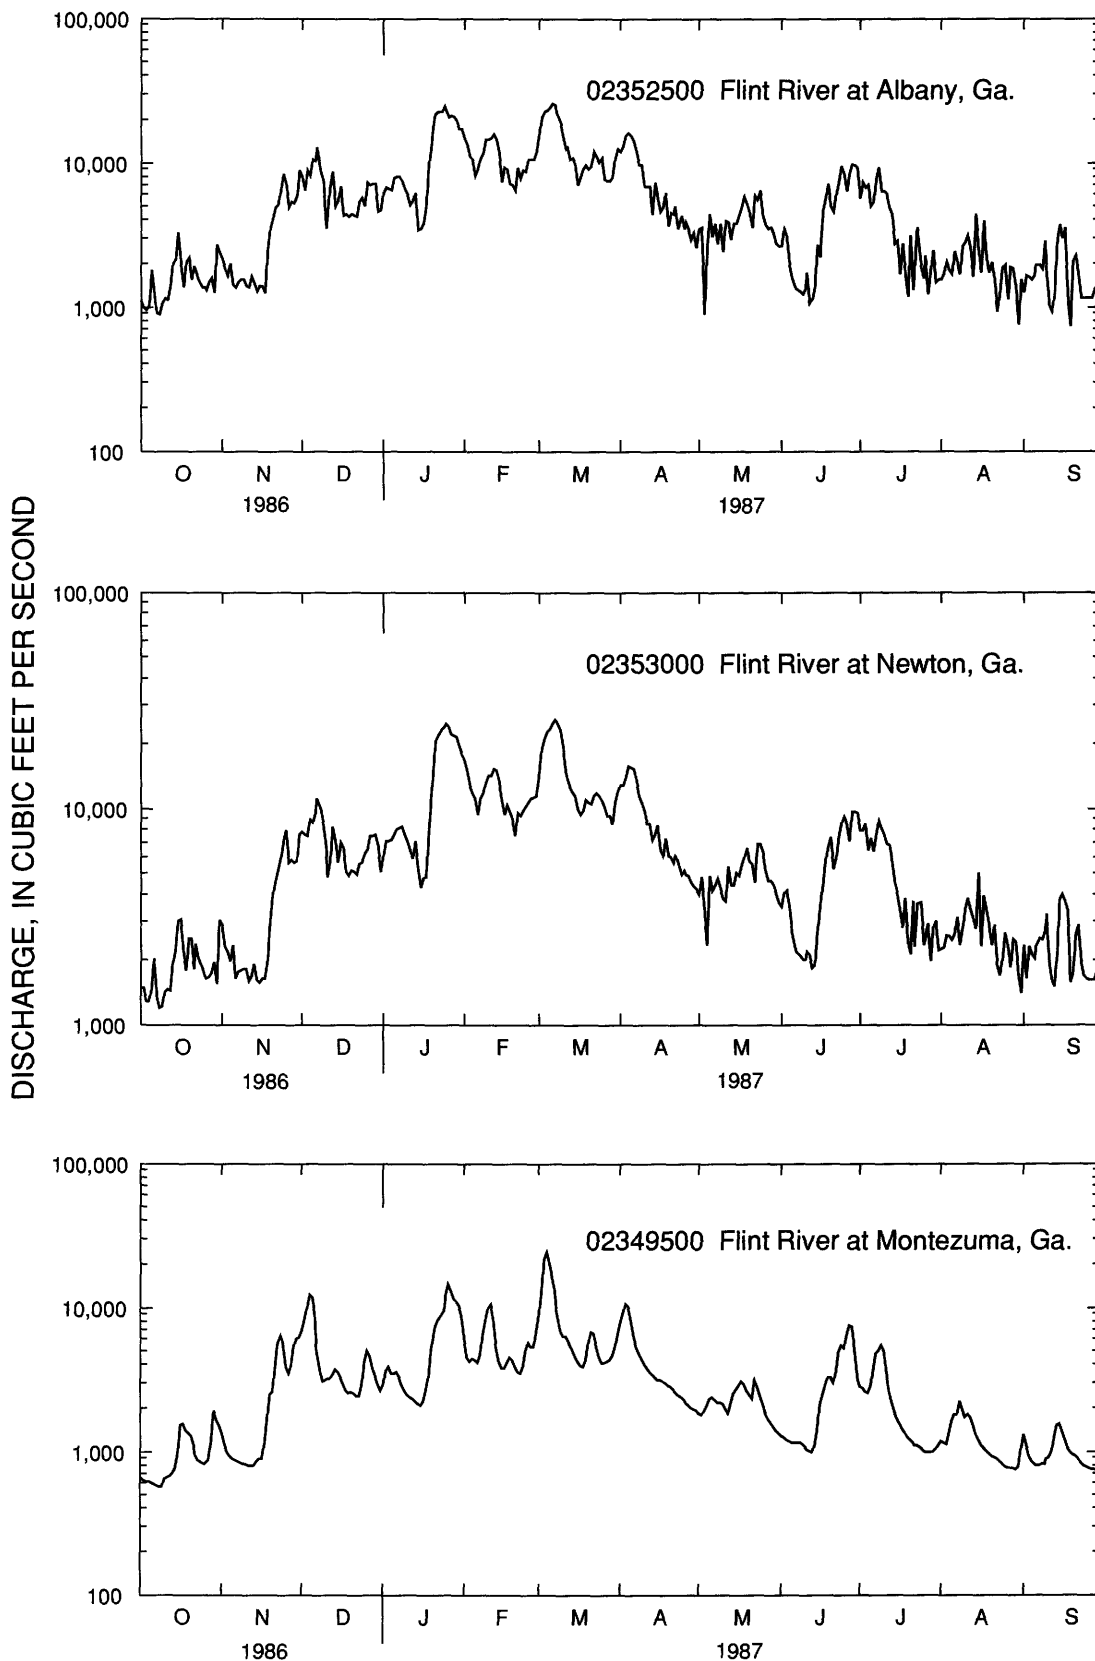 DISCHARGE, IN CUBIC FEET PER SECOND
100,000
02352500 Flint River at Albany, Ga.
10,000
1,000
100
O N D J F M A M J J A S
1986 1987
100,000
02353000 Flint River at Newton, Ga.
10,000
1,000
O N D J F M A M J J A S
1986 1987
100,000
02349500 Flint River at Montezuma, Ga.
10,000
1,000
100
O N D J F M A M J J A S
1986 1987